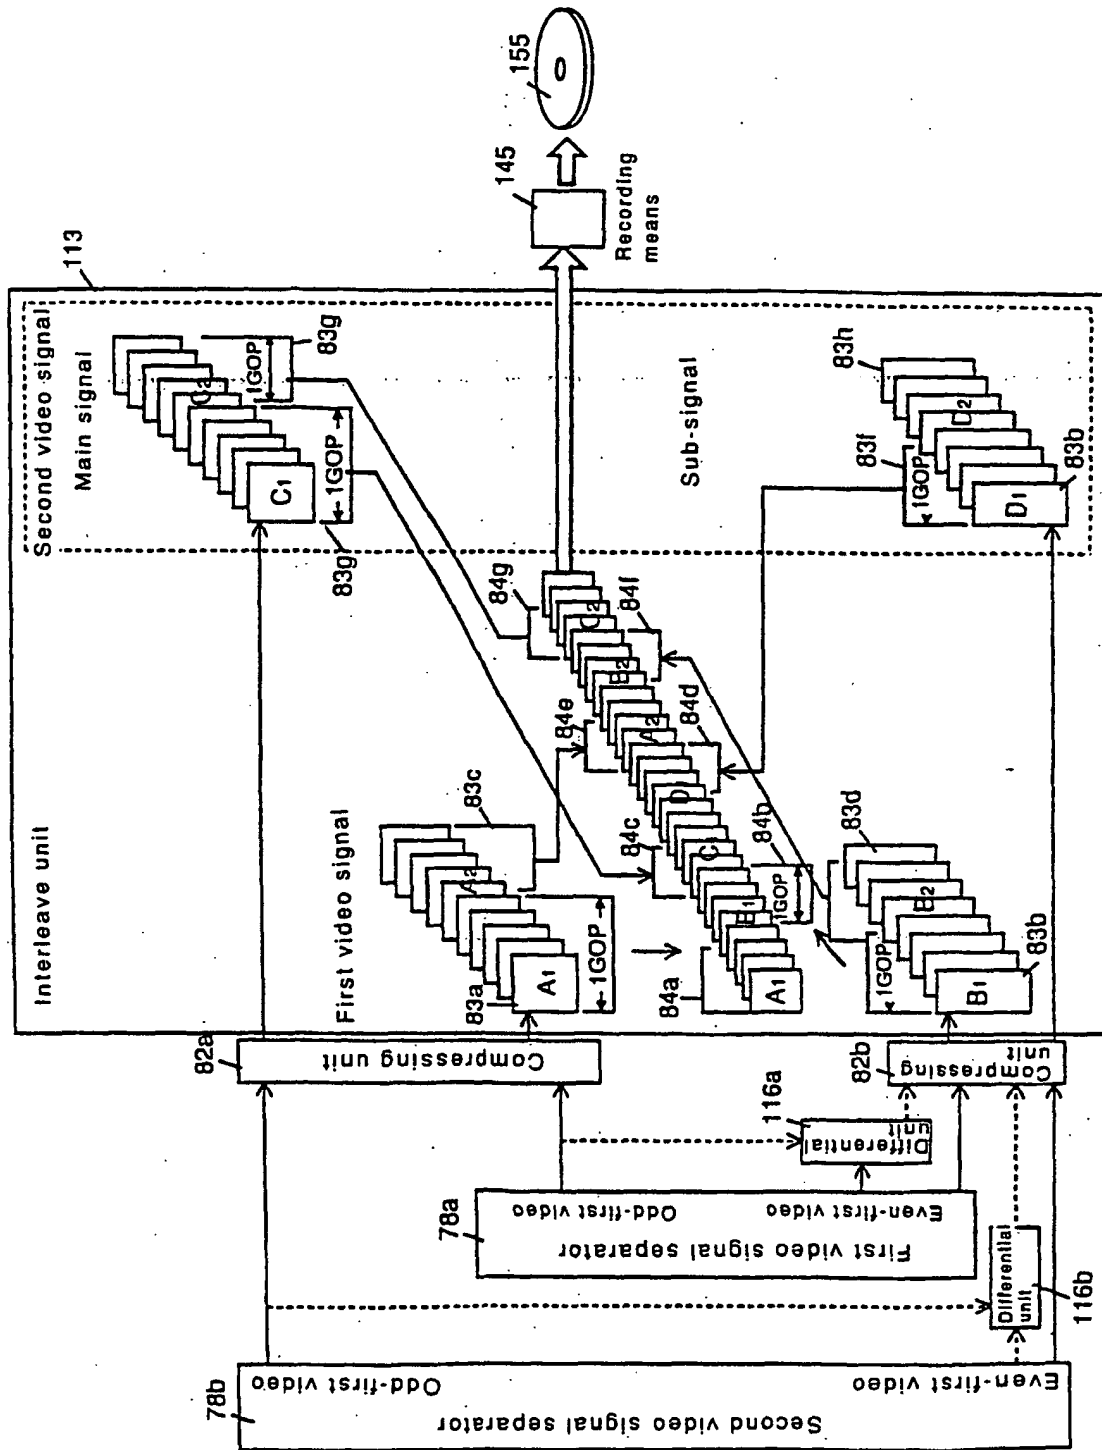 78b
Second video signal separator
Odd-first video
Even-first video
78a
First video signal separator
Odd-first video
Even-first video
Differential unit
116a
Differential unit
116b
82a
Compressing unit
82b
Compressing unit
Interleave unit
113
First video signal
83a
A1
A2
1GOP
83c
84a
A1
B1
1GOP
84b
C1
84c
D1
84d
A2
84e
B2
84f
C2
84g
B1
B2
1GOP
83b
83d
Second video signal
Main signal
C1
C2
1GOP
1GOP
83g
83g
Sub-signal
D1
D2
1GOP
83f
83h
83b
145
Recording means
155